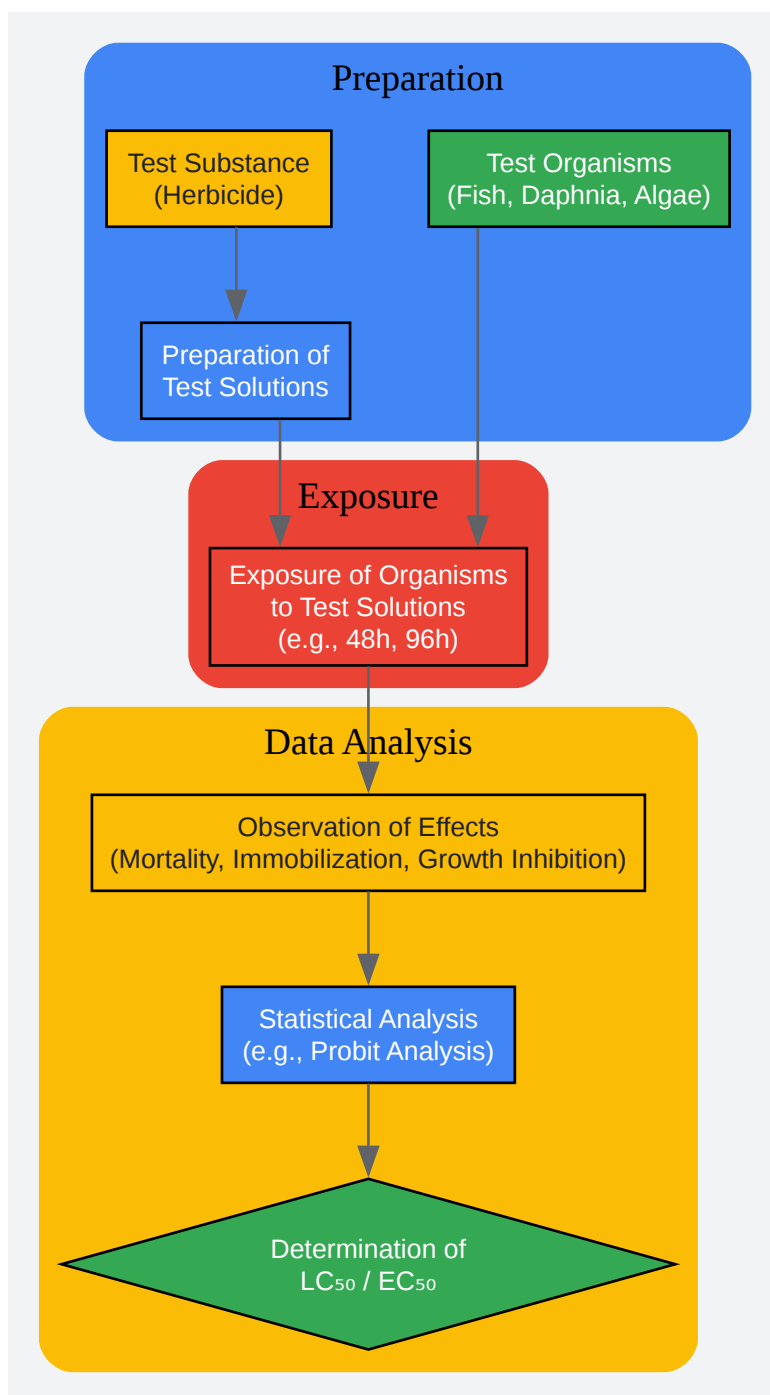 Preparation
Test Substance
(Herbicide)
Test Organisms
(Fish, Daphnia, Algae)
Preparation of
Test Solutions
Exposure
Exposure of Organisms
to Test Solutions
(e.g., 48h, 96h)
Data Analysis
Observation of Effects
(Mortality, Immobilization, Growth Inhibition)
Statistical Analysis
(e.g., Probit Analysis)
Determination of
LC₅₀ / EC₅₀